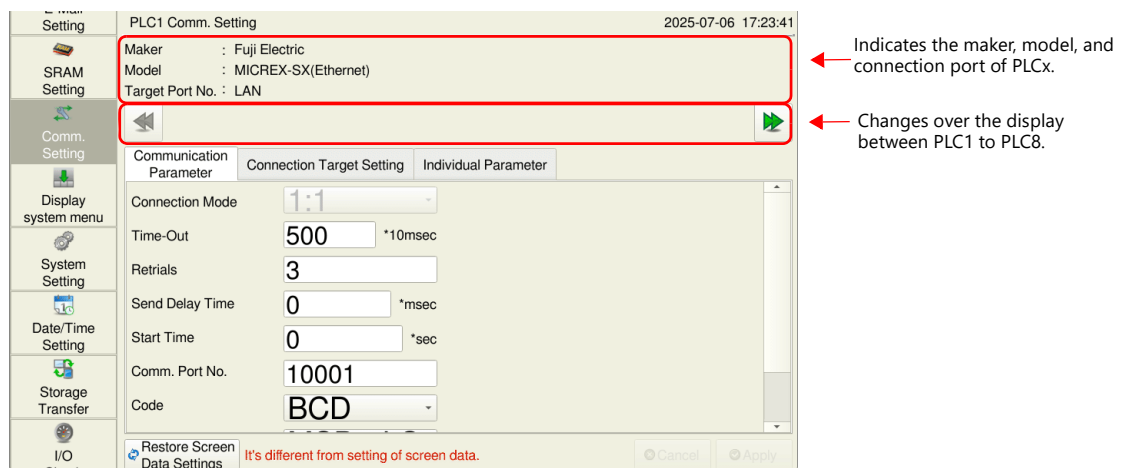 E-Mail
Setting
SRAM
Setting
Comm.
Setting
Display
system menu
System
Setting
Date/Time
Setting
Storage
Transfer
I/O
PLC1 Comm. Setting
2025-07-06 17:23:41
Maker : Fuji Electric
Model : MICREX-SX(Ethernet)
Target Port No. : LAN
Communication
Parameter
Connection Target Setting
Individual Parameter
Connection Mode 1:1
Time-Out 500 *10msec
Retrials 3
Send Delay Time 0 *msec
Start Time 0 *sec
Comm. Port No. 10001
Code BCD
Restore Screen
Data Settings
It's different from setting of screen data.
Cancel
Apply
Indicates the maker, model, and
connection port of PLCx.
Changes over the display
between PLC1 to PLC8.